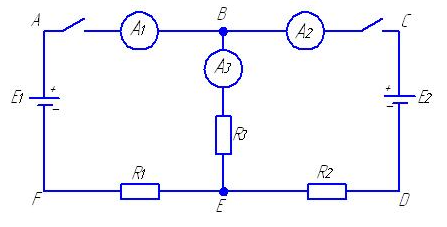 A B C
A1 A2
A3
E1 + − + − E2
R3
R1 R2
F E D